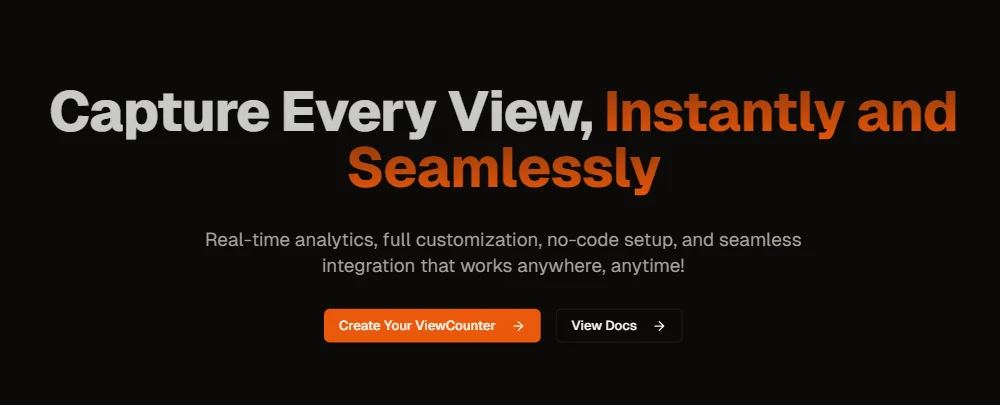 Capture Every View, Instantly and
Seamlessly
Real-time analytics, full customization, no-code setup, and seamless
integration that works anywhere, anytime!
Create Your ViewCounter →
View Docs →